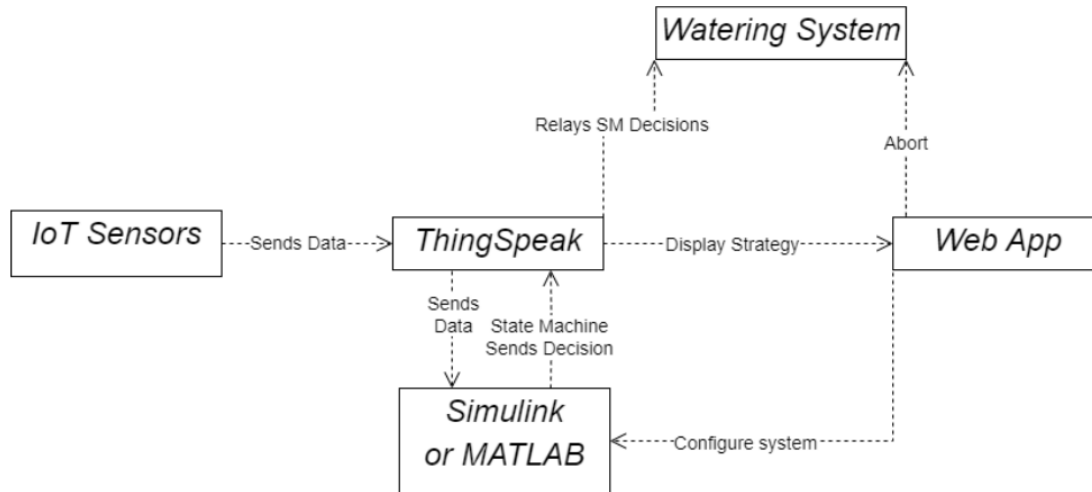 Watering System
Relays SM Decisions
Abort
IoT Sensors
Sends Data
ThingSpeak
Display Strategy
Web App
Sends
Data
State Machine
Sends Decision
Simulink
or MATLAB
Configure system